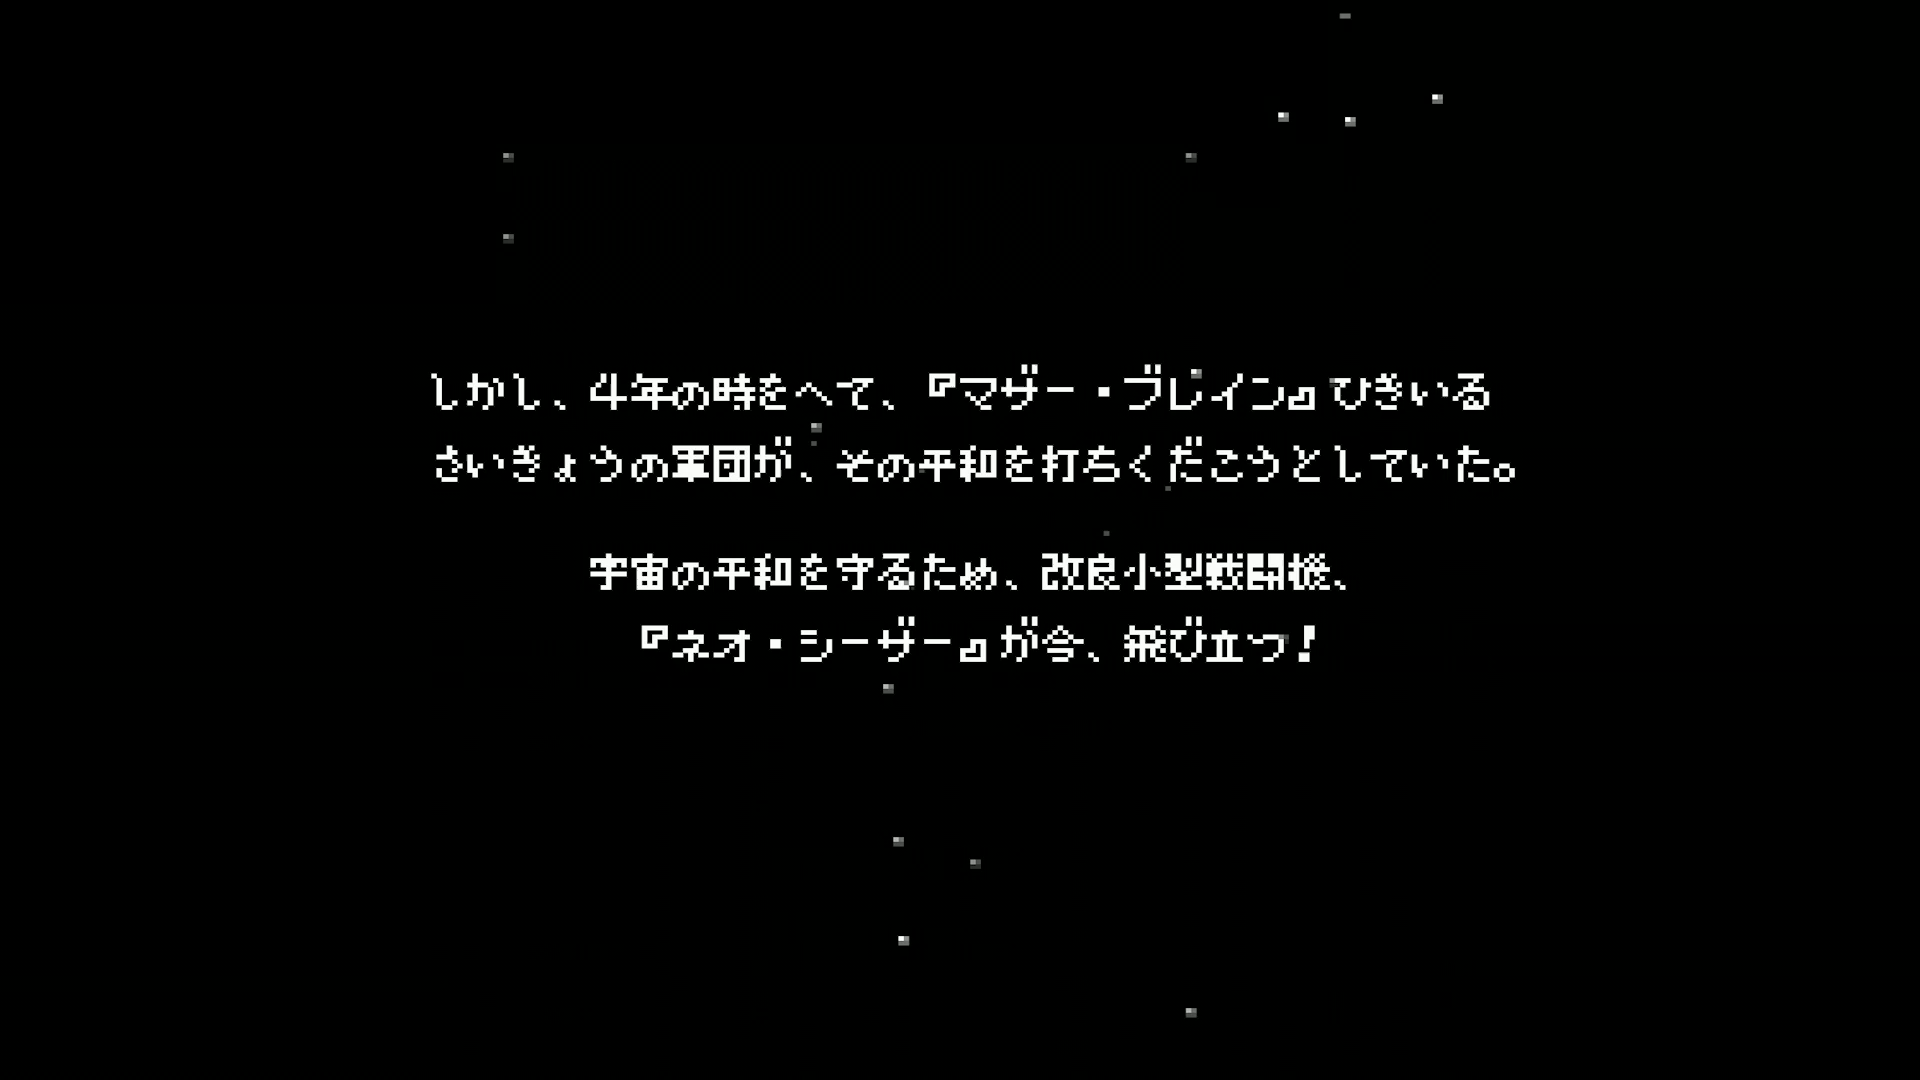 しかし、4年の時をへて、『マザー・ブレイン』ひきいる
さいきょうの軍団が、その平和を打ちくだこうとしていた。
宇宙の平和を守るため、改良小型戦闘機、
『ネオ・シーザー』が今、飛び立つ!